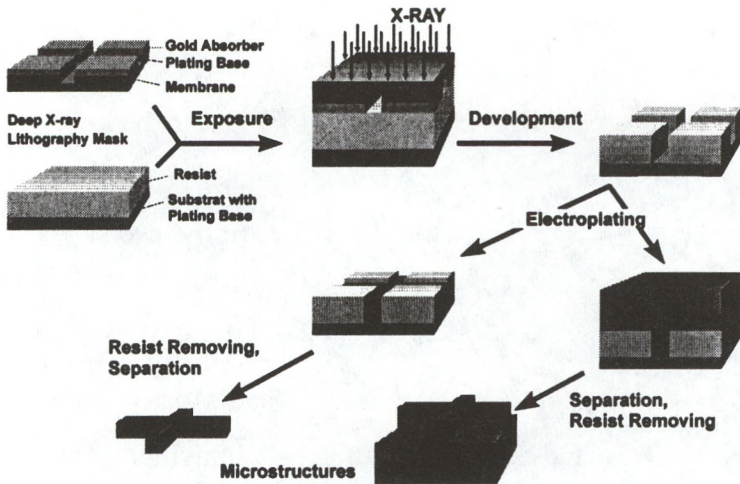 X-RAY
Gold Absorber
Plating Base
Membrane
Deep X-ray
Lithography Mask
Exposure
Development
Resist
Substrat with
Plating Base
Electroplating
Resist Removing,
Separation
Separation,
Resist Removing
Microstructures